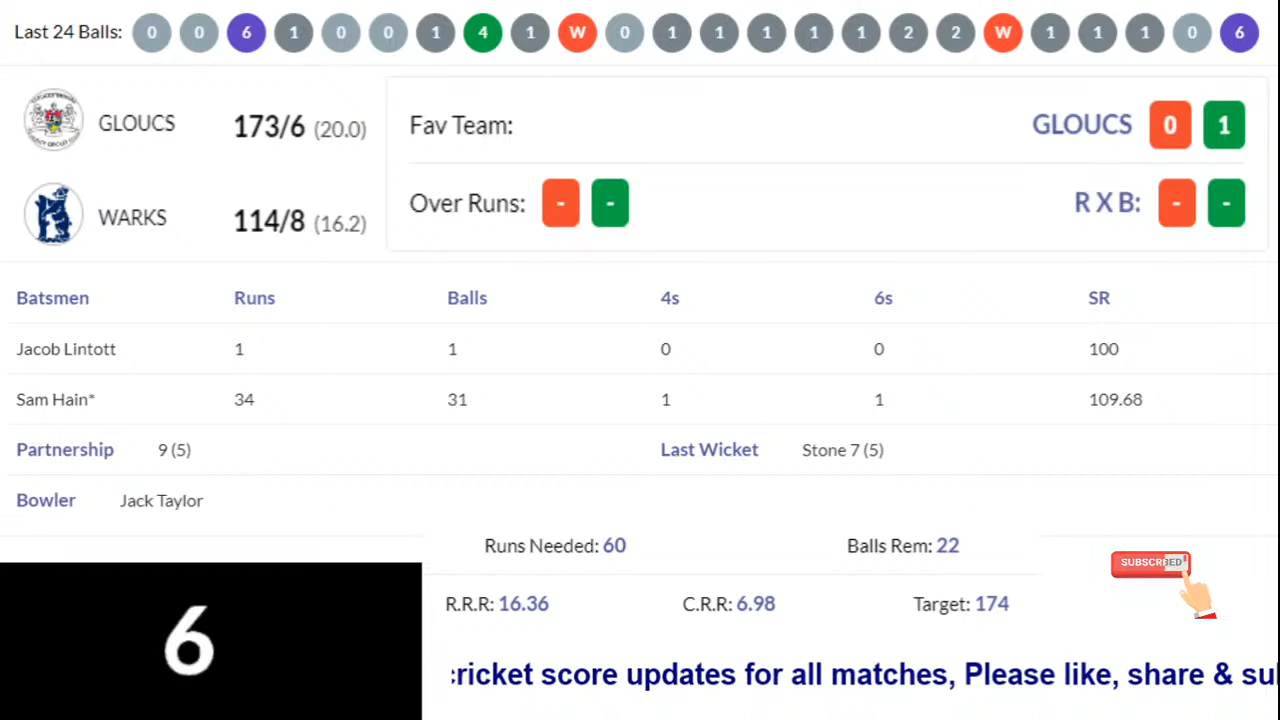 Last 24 Balls: 0 0 6 1 0 0 1 4 1 W 0 1 1 1 1 1 2 2 W 1 1 1 0 6
GLOUCS 173/6 (20.0)
WARKS 114/8 (16.2)
Fav Team: GLOUCS 0 1
Over Runs: - - R X B: - -
Batsmen Runs Balls 4s 6s SR
Jacob Lintott 1 1 0 0 100
Sam Hain* 34 31 1 1 109.68
Partnership 9 (5) Last Wicket Stone 7 (5)
Bowler Jack Taylor
Runs Needed: 60 Balls Rem: 22
SUBSCRIBED
R.R.R: 16.36 C.R.R: 6.98 Target: 174
6
cricket score updates for all matches, Please like, share & su